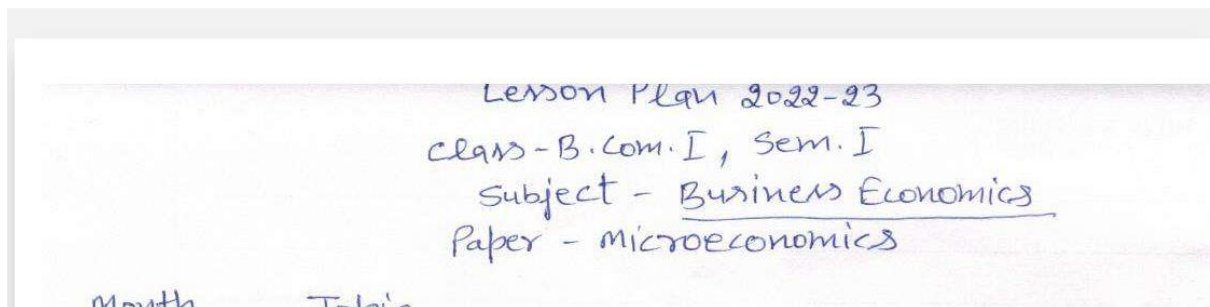 Lesson Plan 2022-23
Class-B.Com.I, Sem. I
Subject - Business Economics
Paper - Microeconomics
Month Topic